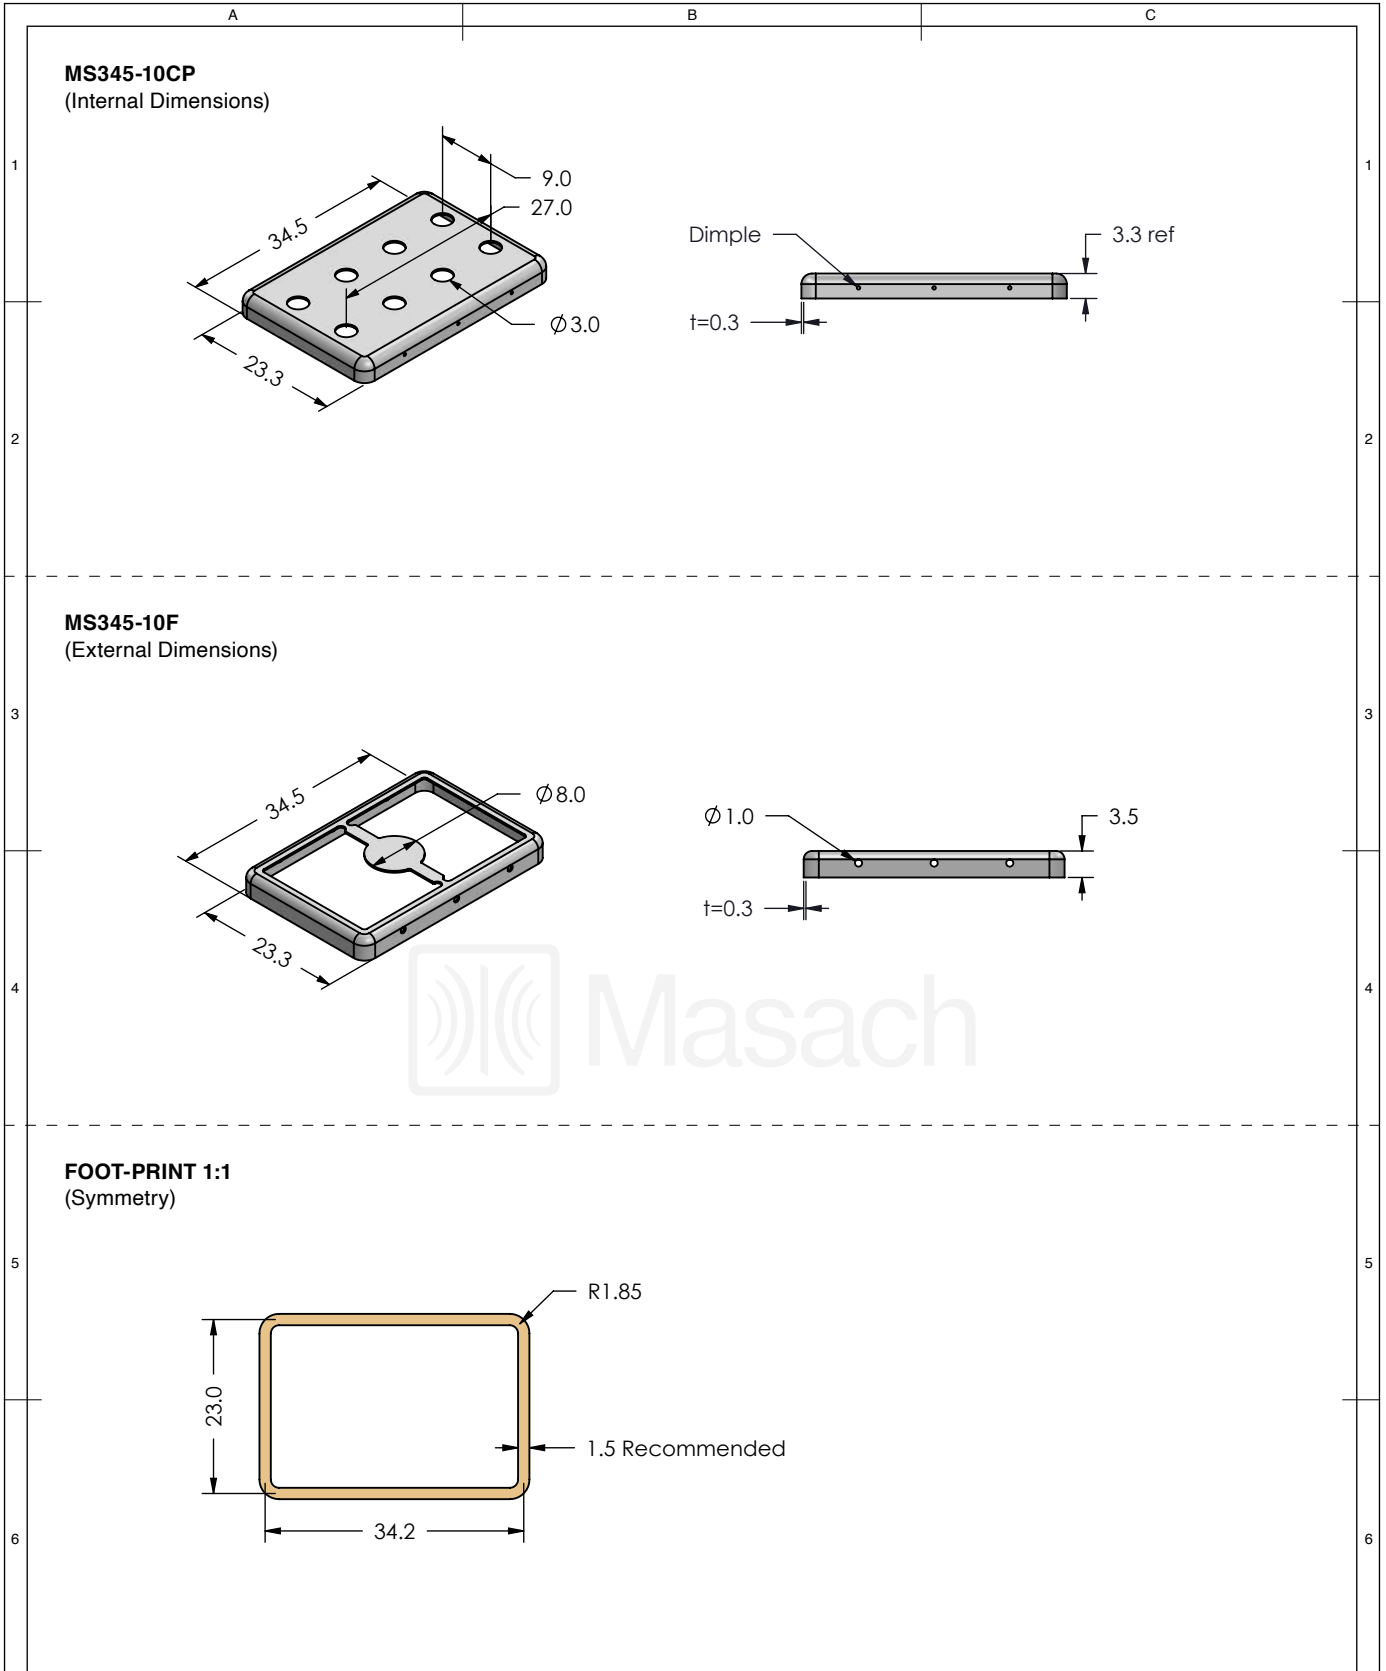 A B C
MS345-10CP
(Internal Dimensions)
1 1
9.0
27.0
34.5
Dimple
3.3 ref
t=0.3
Ø3.0
23.3
2 2
MS345-10F
(External Dimensions)
3 3
34.5
Ø8.0
Ø1.0
3.5
t=0.3
23.3
4 4
Masach
FOOT-PRINT 1:1
(Symmetry)
5 5
R1.85
23.0
1.5 Recommended
34.2
6 6